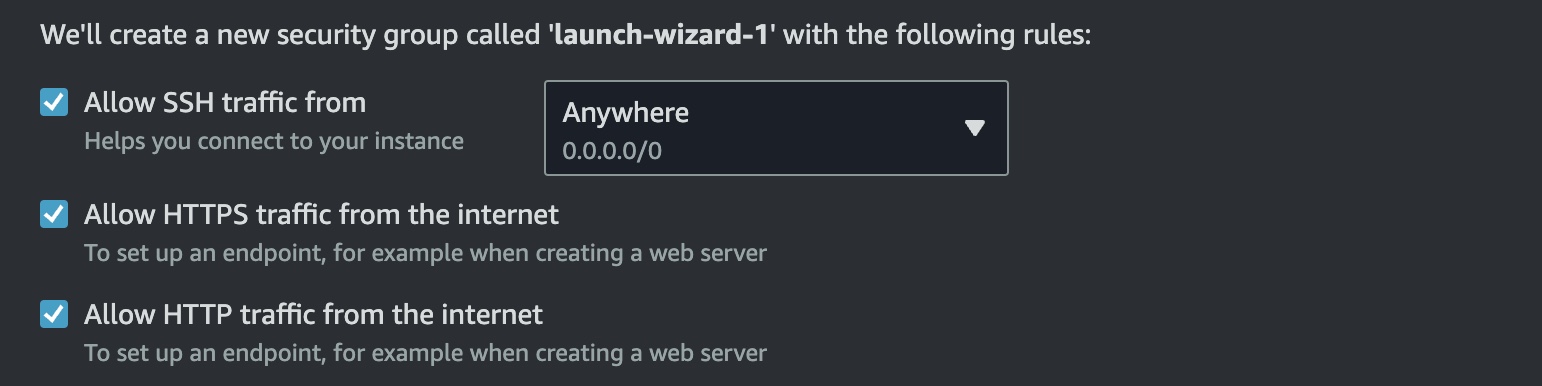 We'll create a new security group called 'launch-wizard-1' with the following rules:
Allow SSH traffic from
Helps you connect to your instance
Anywhere
0.0.0.0/0
Allow HTTPS traffic from the internet
To set up an endpoint, for example when creating a web server
Allow HTTP traffic from the internet
To set up an endpoint, for example when creating a web server